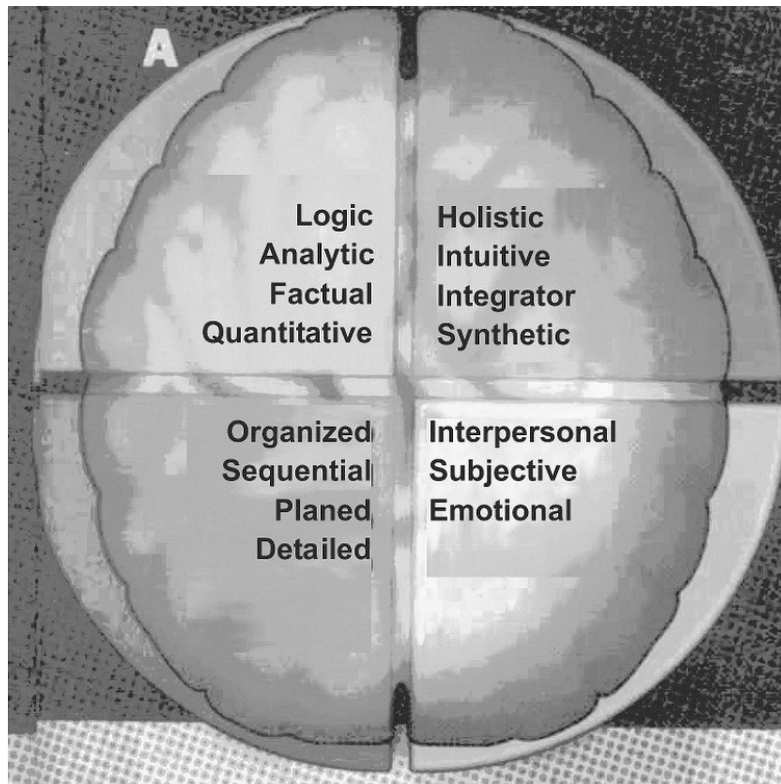 A
Logic
Analytic
Factual
Quantitative
Holistic
Intuitive
Integrator
Synthetic
Organized
Sequential
Planed
Detailed
Interpersonal
Subjective
Emotional